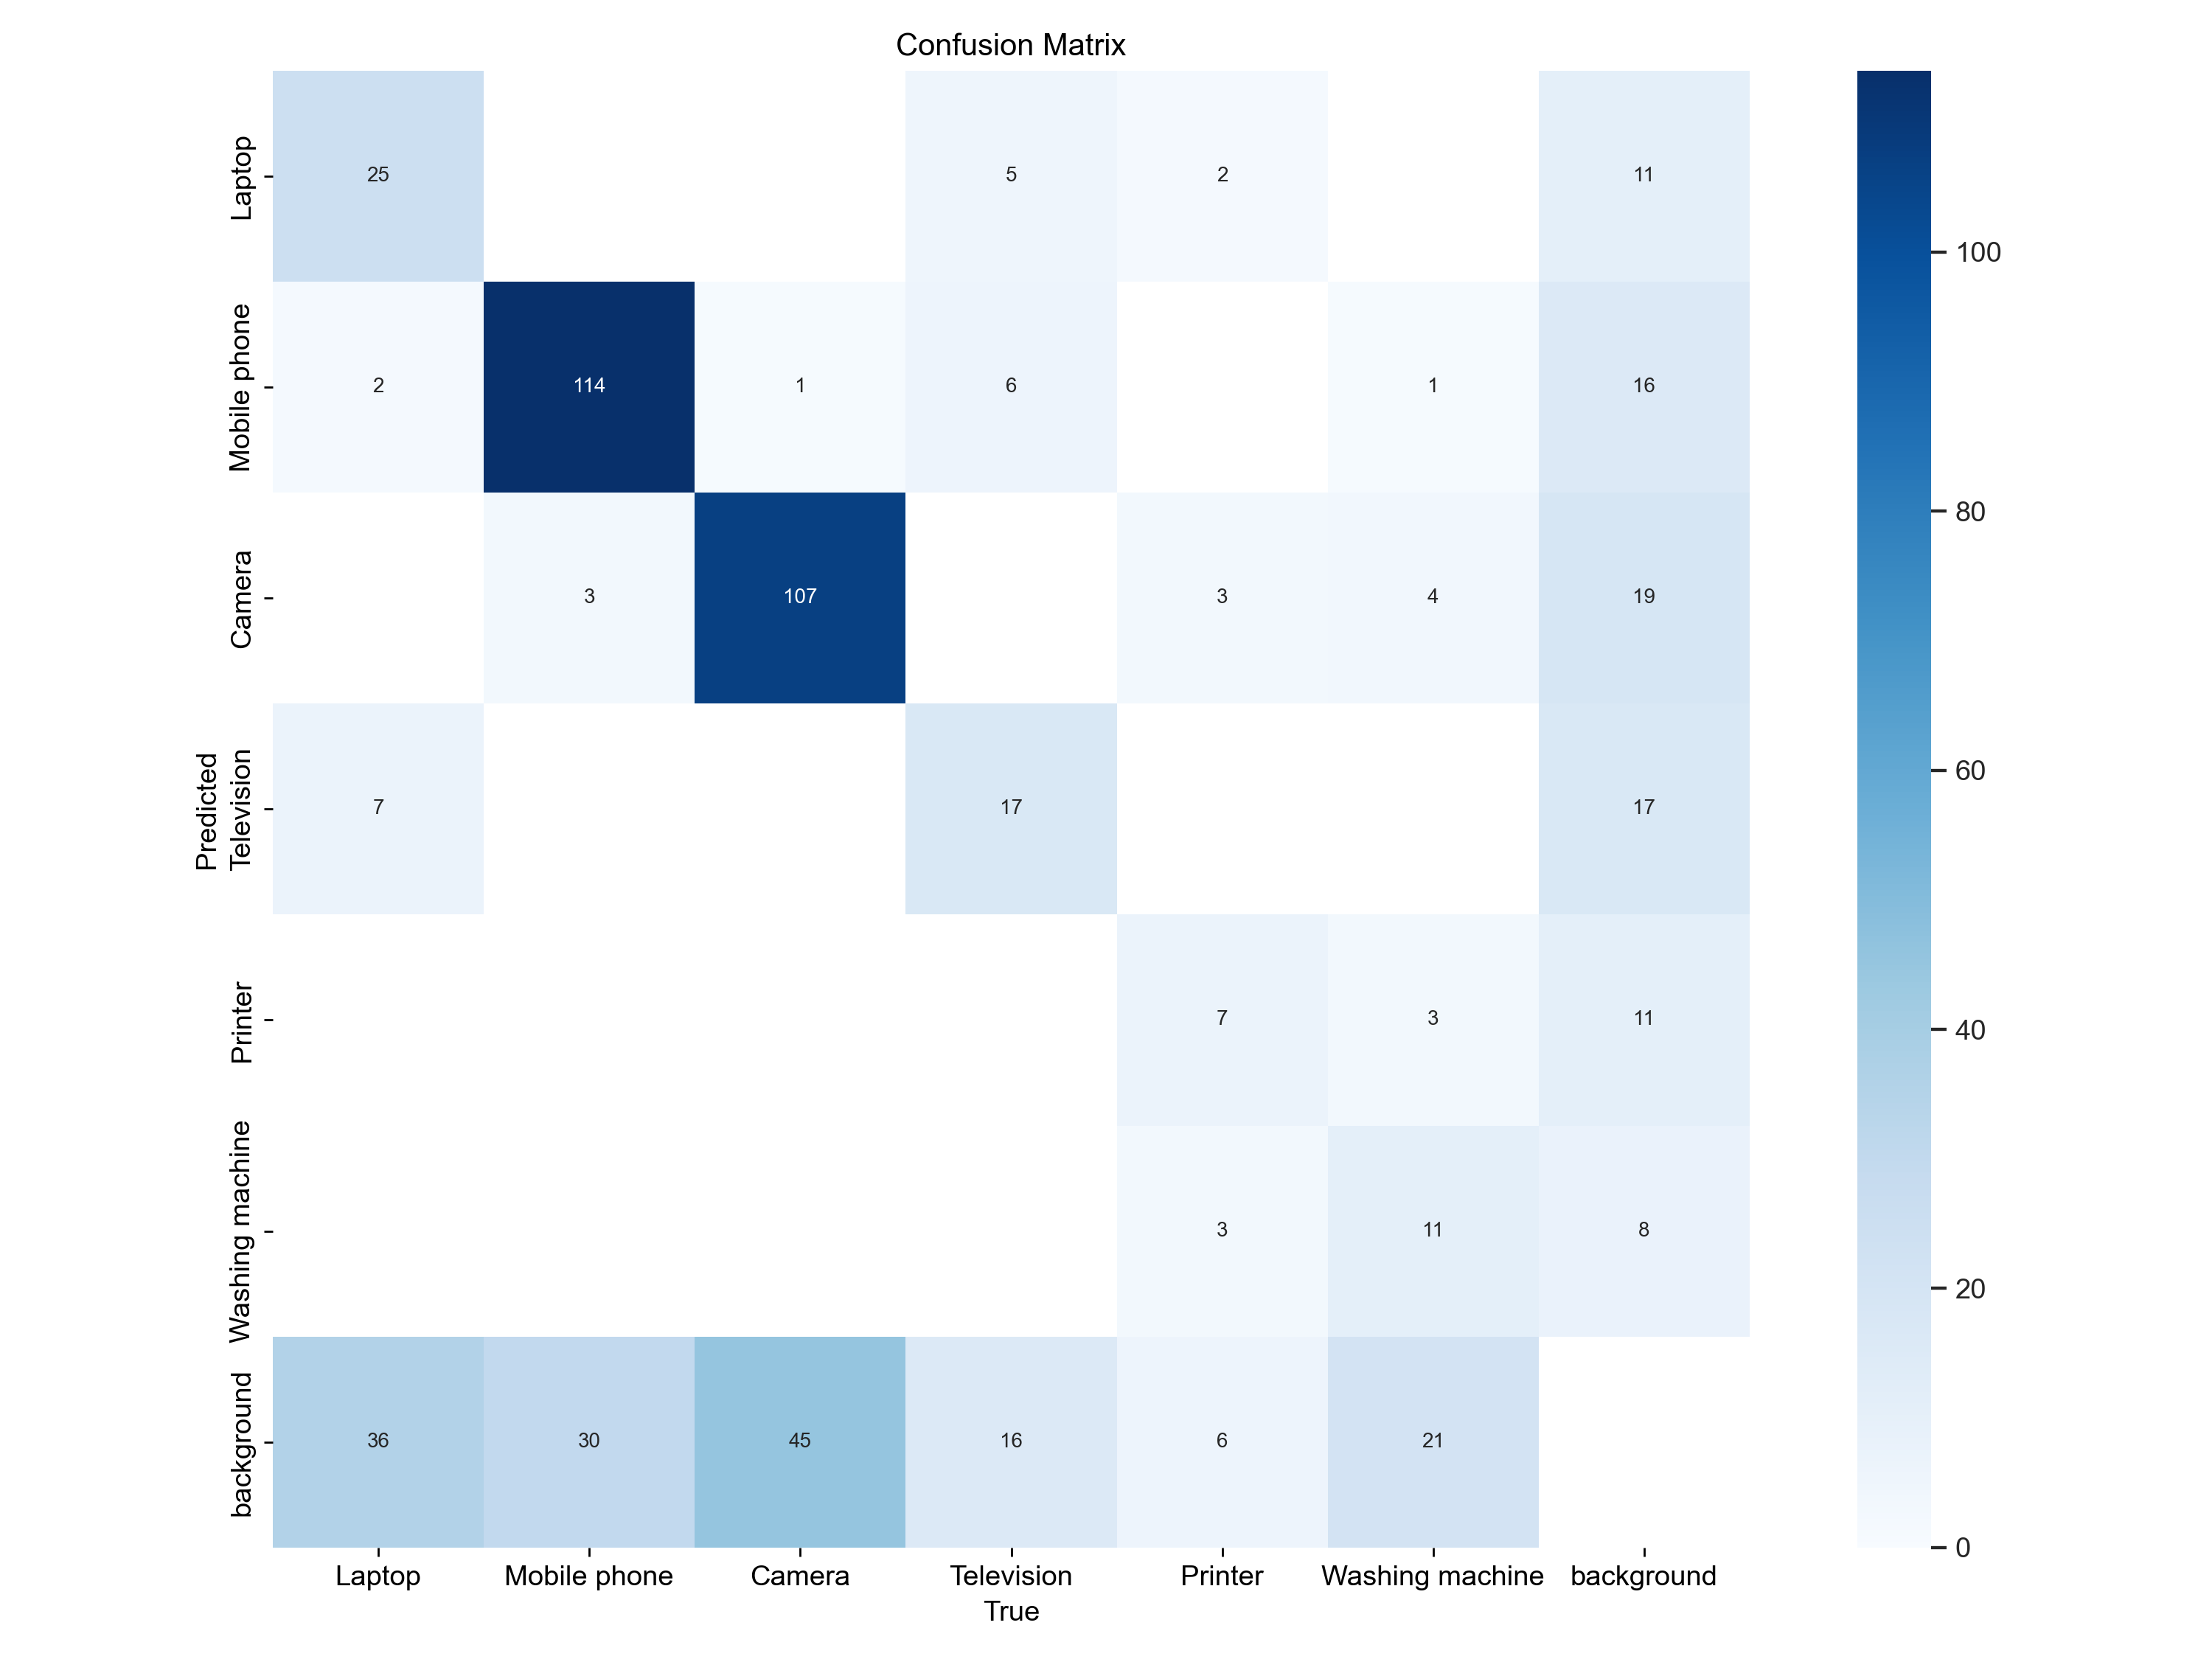 Confusion Matrix
Laptop
25
5
2
11
100
Mobile phone
2
114
1
6
1
16
80
Camera
3
107
3
4
19
60
Predicted
Television
7
17
17
Printer
7
3
11
40
Washing machine
3
11
8
20
background
36
30
45
16
6
21
0
Laptop
Mobile phone
Camera
Television
Printer
Washing machine
background
True